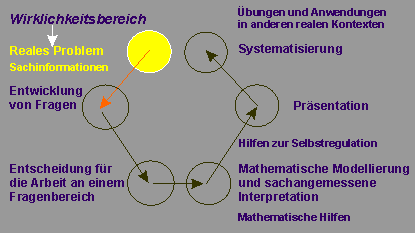 Wirklichkeitsbereich
Reales Problem
Sachinformationen
Entwicklung
von Fragen
Entscheidung für
die Arbeit an einem
Fragenbereich
Übungen und Anwendungen
in anderen realen Kontexten
Systematisierung
Präsentation
Hilfen zur Selbstregulation
Mathematische Modellierung
und sachangemessene
Interpretation
Mathematische Hilfen